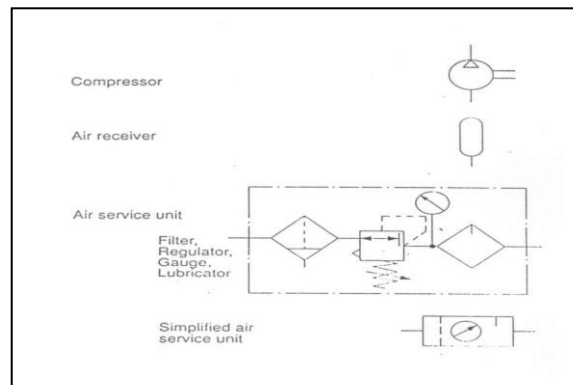 Compressor
Air receiver
Air service unit
Filter,
Regulator,
Gauge,
Lubricator
Simplified air
service unit